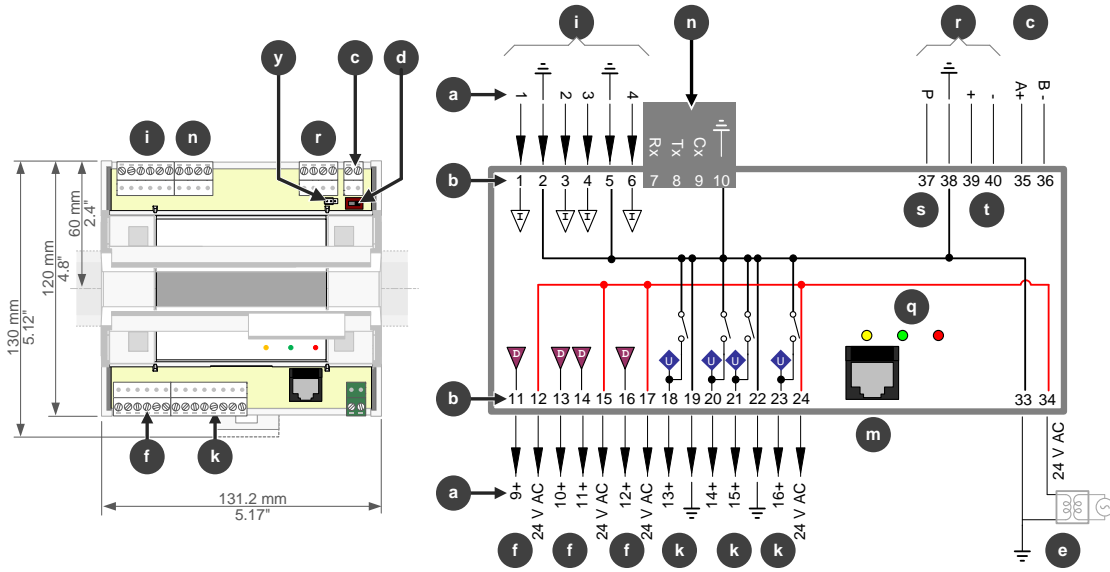 i
n
r
c
y
c
d
a
1
2
3
4
P
+
-
A+
B -
i
n
r
Rx
Tx
Cx
b
1
2
3
4
5
6
7
8
9
10
37
38
39
40
35
36
s
t
60 mm
2.4"
120 mm
4.8"
130 mm
5.12"
I
I
I
I
q
D
D
D
D
U
U
U
U
b
11
12
13
14
15
16
17
18
19
20
21
22
23
24
33
34
m
24 V AC
f
k
a
9+
24 V AC
10+
11+
24 V AC
12+
24 V AC
13+
14+
15+
16+
24 V AC
131.2 mm
5.17"
f
f
f
k
k
k
e